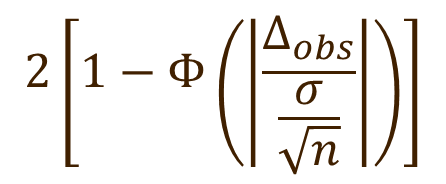 2 [1 − Φ (|Δ_obs / (σ / √n)|)]